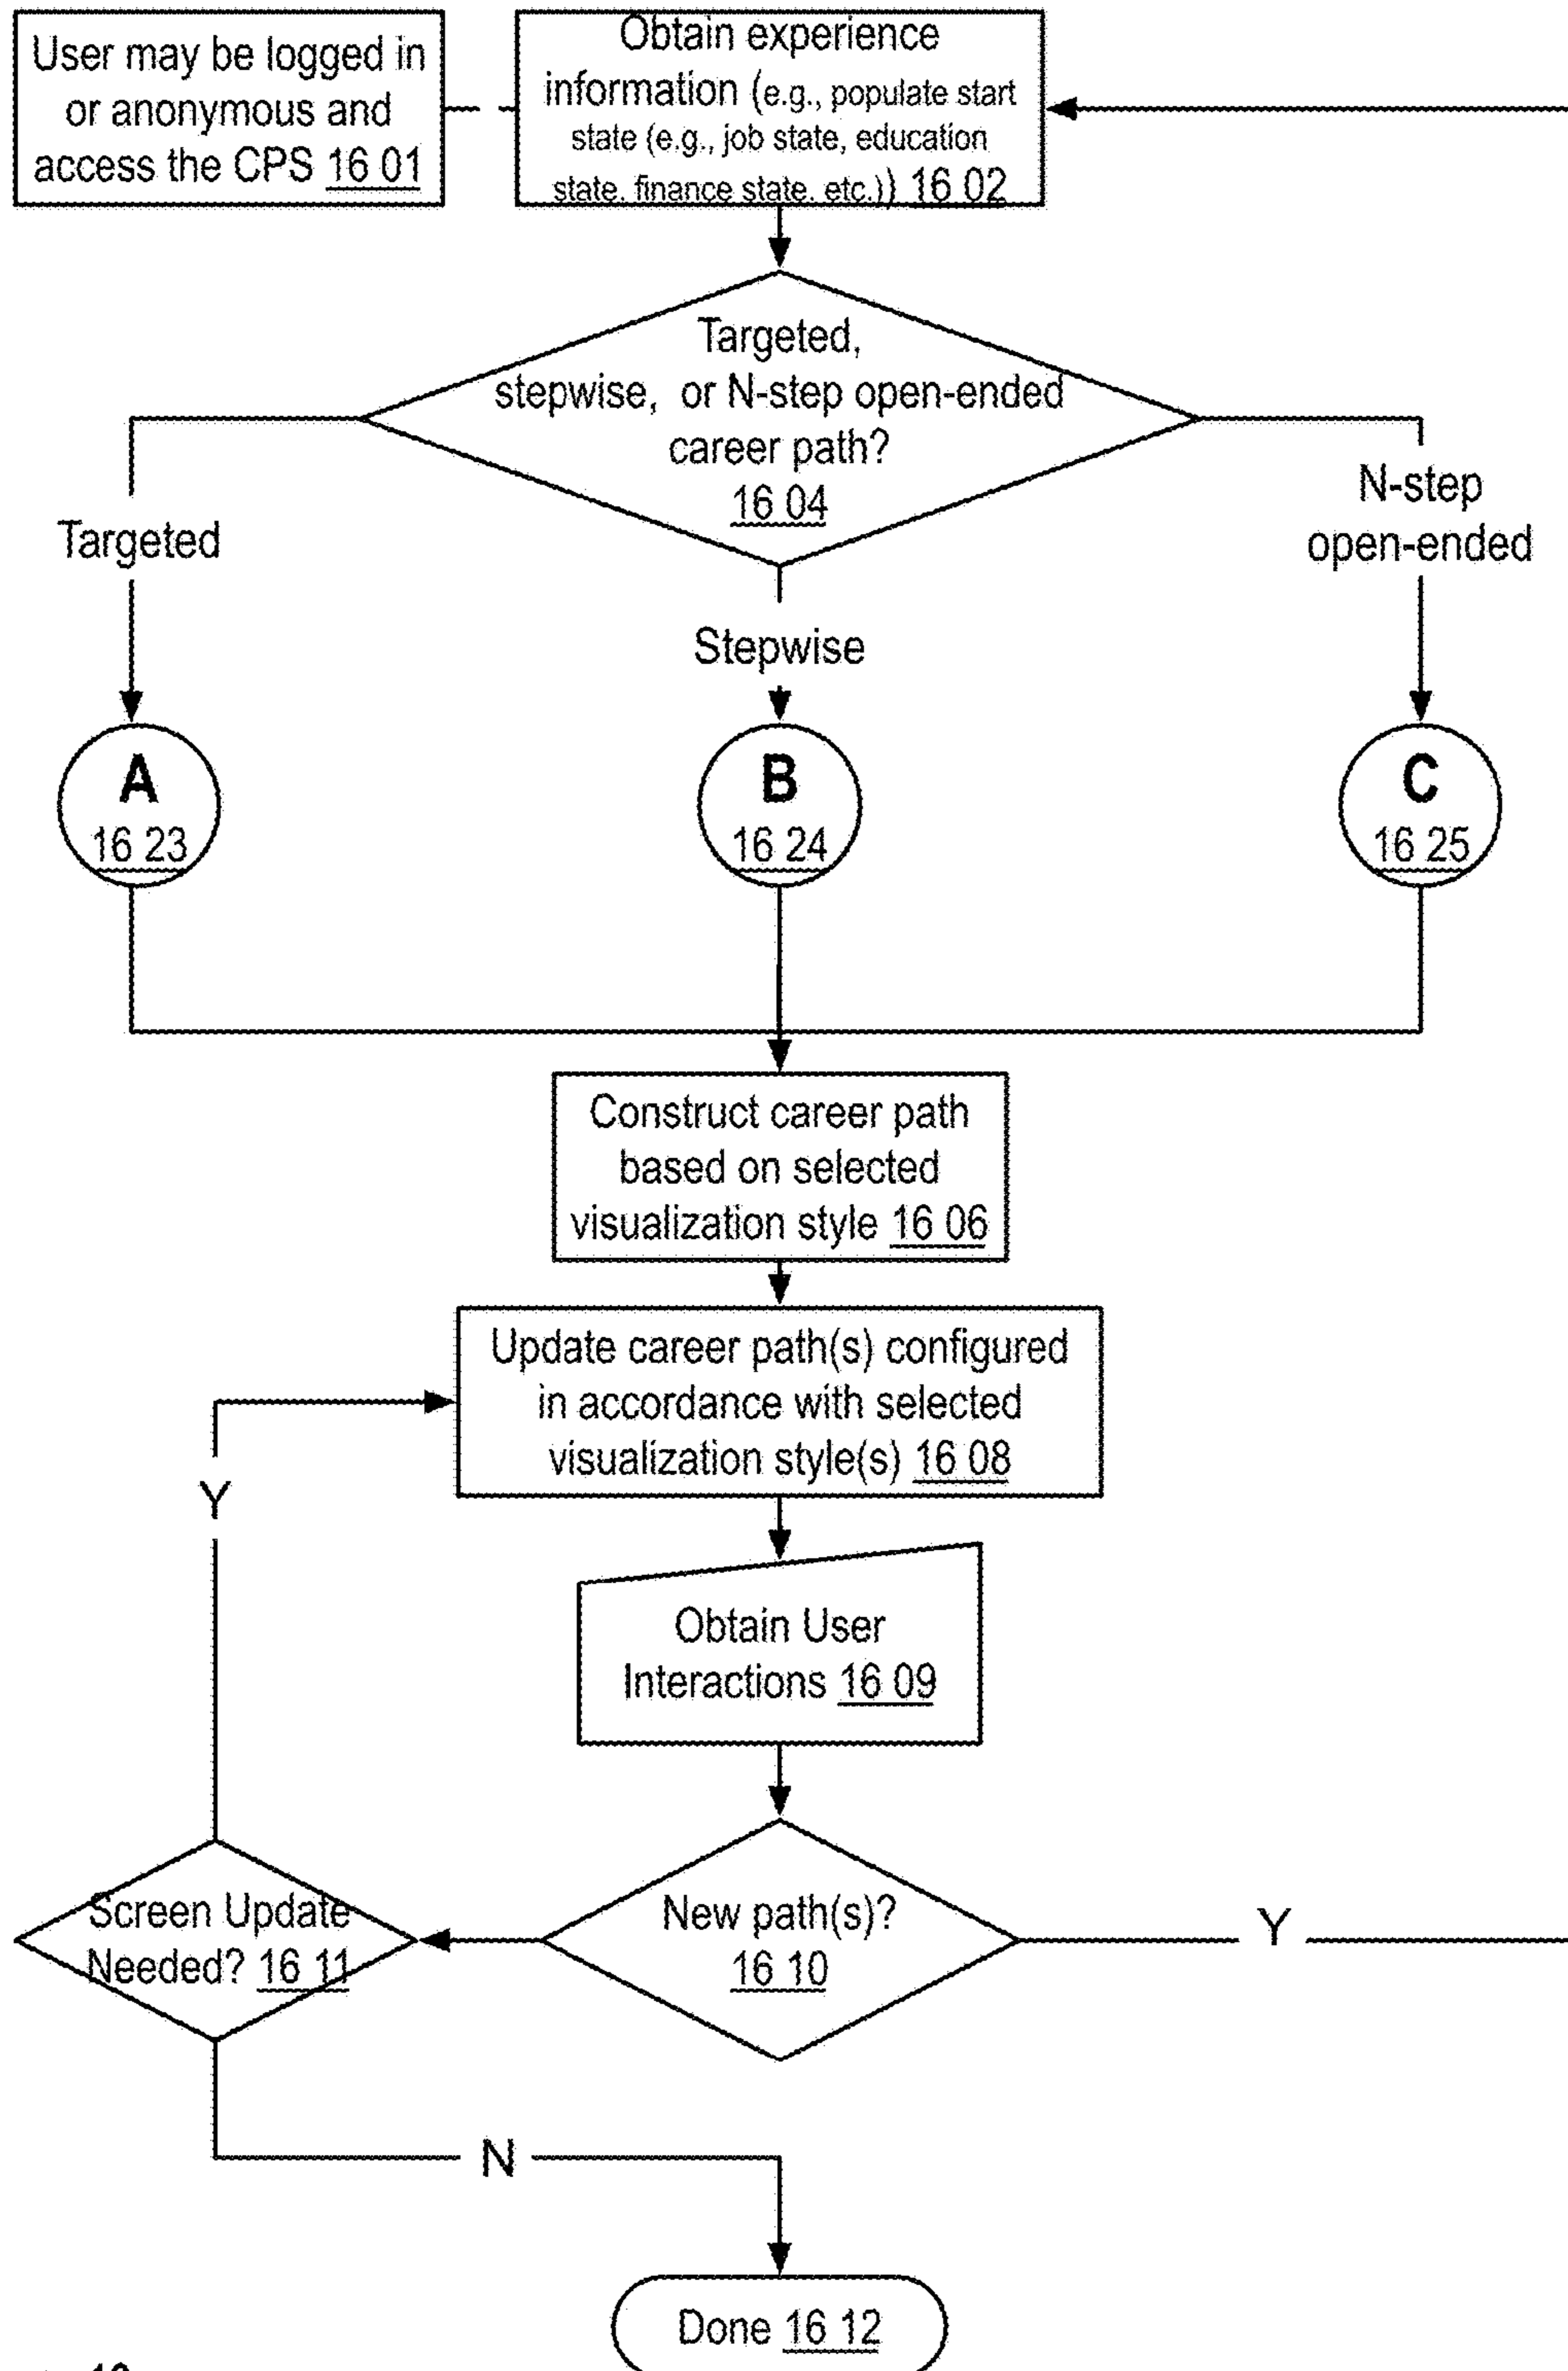 User may be logged in
or anonymous and
access the CPS 16 01
Obtain experience
information (e.g., populate start
state (e.g., job state, education
state, finance state, etc.)) 16 02
Targeted,
stepwise, or N-step open-ended
career path?
16 04
Targeted
Stepwise
N-step
open-ended
A
16 23
B
16 24
C
16 25
Construct career path
based on selected
visualization style 16 06
Update career path(s) configured
in accordance with selected
visualization style(s) 16 08
Y
Obtain User
Interactions 16 09
Screen Update
Needed? 16 11
New path(s)?
16 10
Y
N
Done 16 12